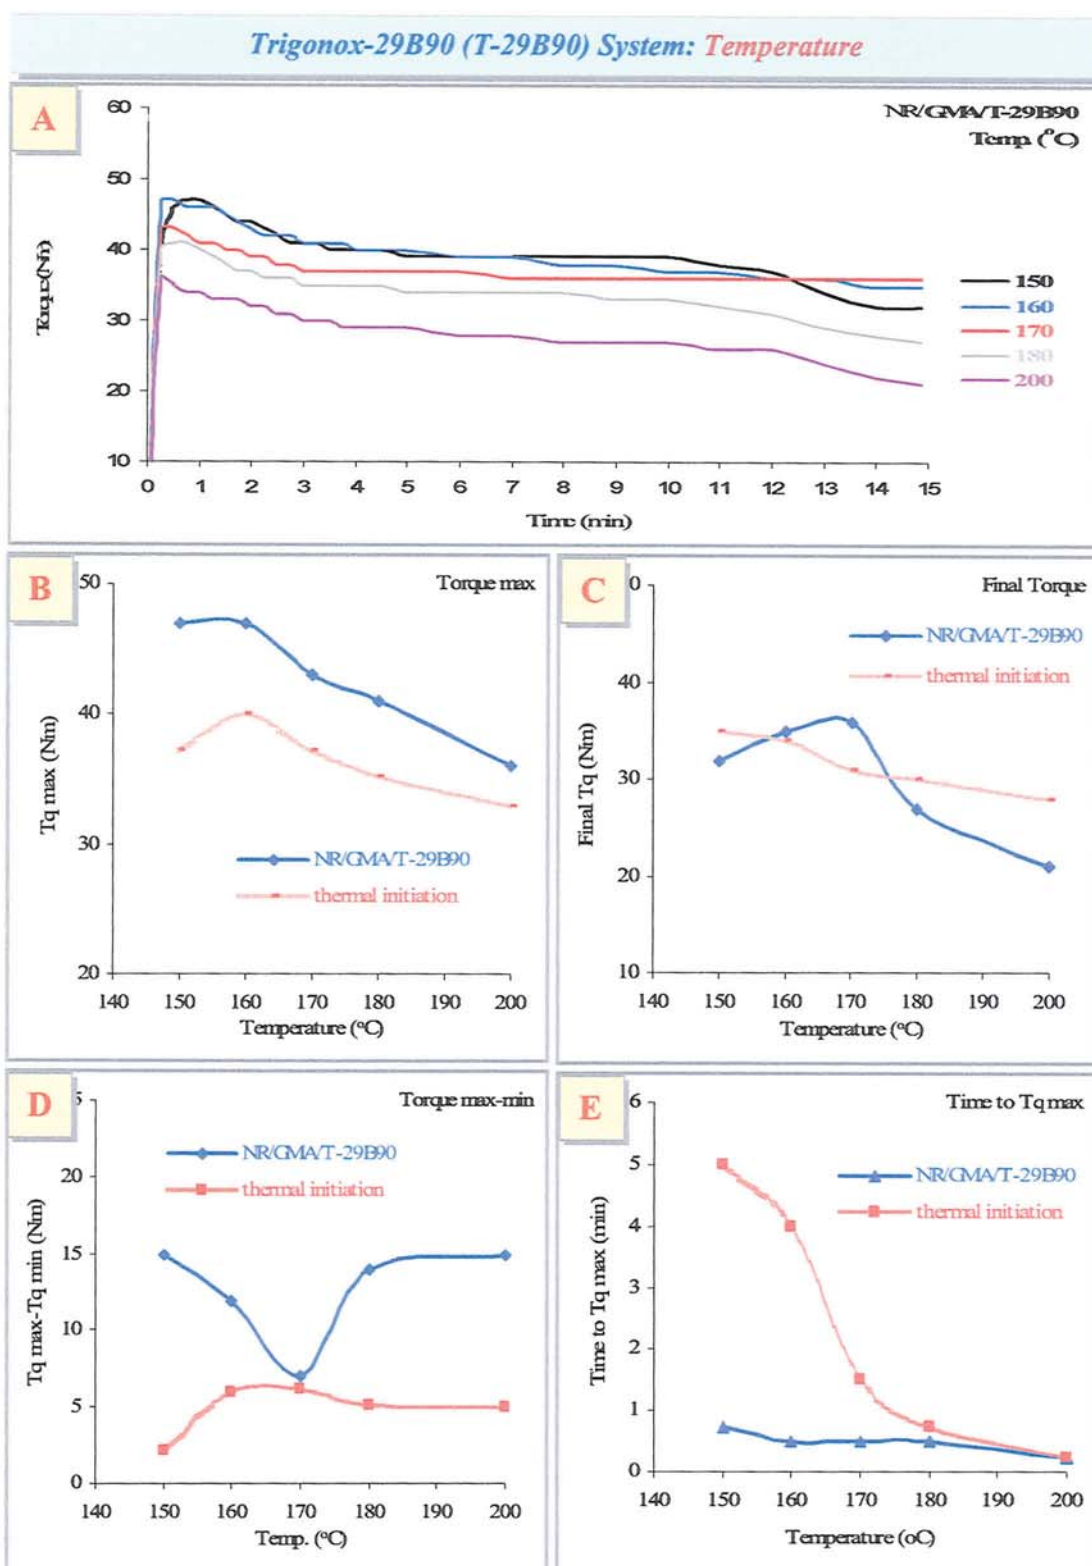 Trigonox-29B90 (T-29B90) System: Temperature
A
NR/GMA/T-29B90
Temp. (°C)
60
50
40
30
20
10
Torque(Nm)
0 1 2 3 4 5 6 7 8 9 10 11 12 13 14 15
Time (min)
150
160
170
180
200
B
Torque max
50
40
30
20
Tq max (Nm)
NR/GMA/T-29B90
thermal initiation
140 150 160 170 180 190 200
Temperature (°C)
C
Final Torque
0
40
30
20
10
Final Tq (Nm)
NR/GMA/T-29B90
thermal initiation
140 150 160 170 180 190 200
Temperature (°C)
D
Torque max-min
5
20
15
10
5
0
Tq max-Tq min (Nm)
NR/GMA/T-29B90
thermal initiation
140 150 160 170 180 190 200
Temp. (°C)
E
Time to Tq max
6
5
4
3
2
1
0
Time to Tq max (min)
NR/GMA/T-29B90
thermal initiation
140 150 160 170 180 190 200
Temperature (oC)